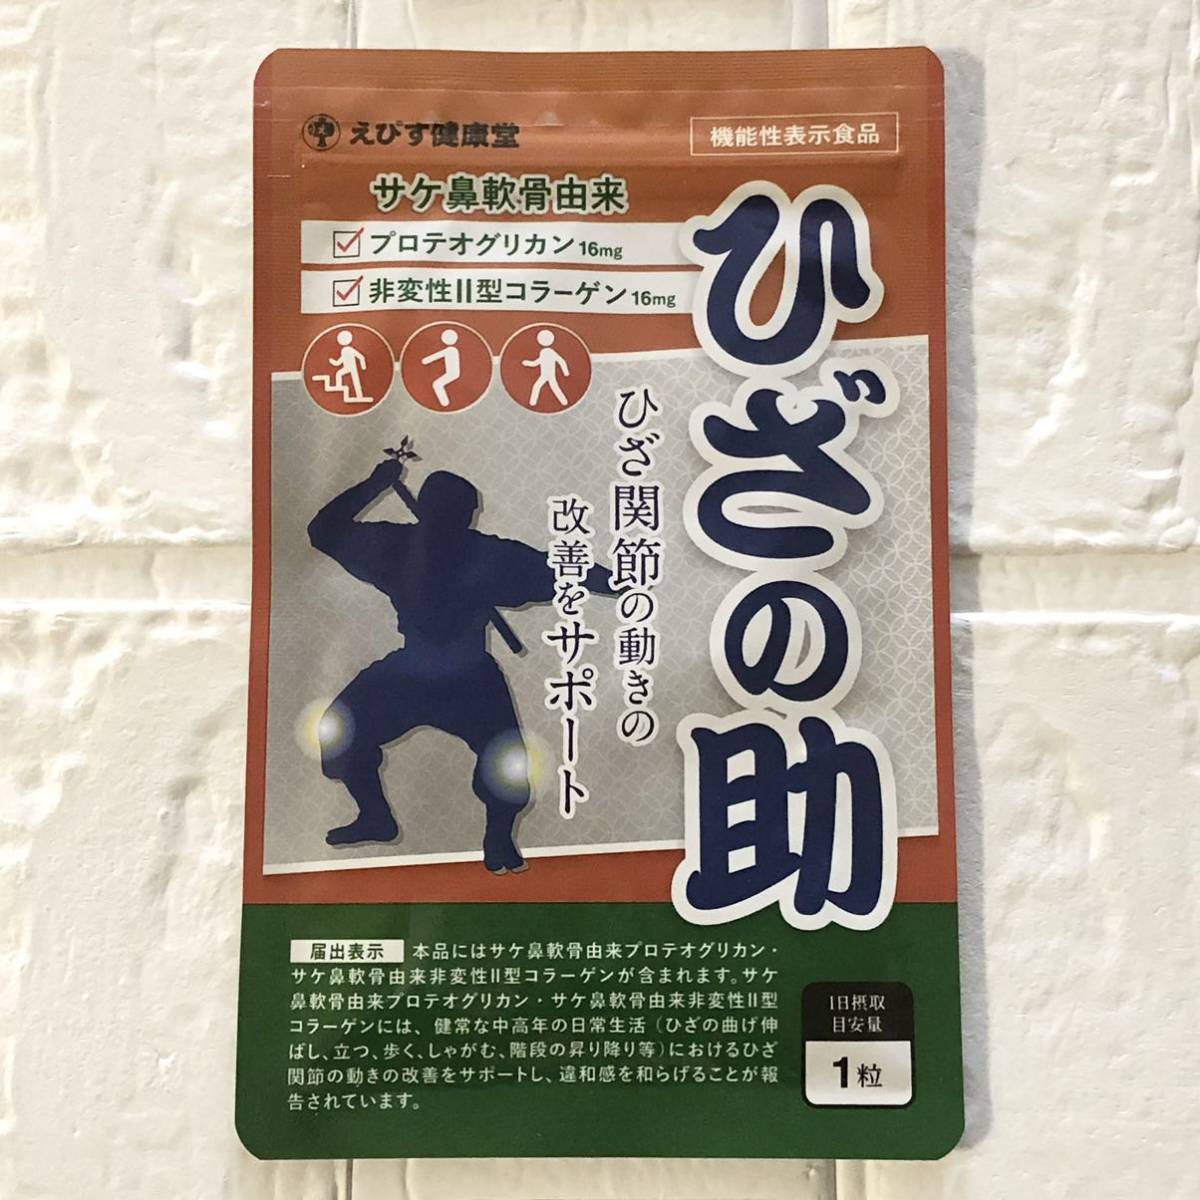 えびす健康堂
機能性表示食品
サケ鼻軟骨由来
プロテオグリカン16mg
非変性II型コラーゲン16mg
ひざの助
ひざ関節の動きの
改善をサポート
届出表示 本品にはサケ鼻軟骨由来プロテオグリカン・
サケ鼻軟骨由来非変性II型コラーゲンが含まれます。サケ
鼻軟骨由来プロテオグリカン・サケ鼻軟骨由来非変性II型
コラーゲンには、健常な中高年の日常生活（ひざの曲げ伸
ばし、立つ、歩く、しゃがむ、階段の昇り降り等）におけるひざ
関節の動きの改善をサポートし、違和感を和らげることが報
告されています。
1日摂取
目安量
1粒